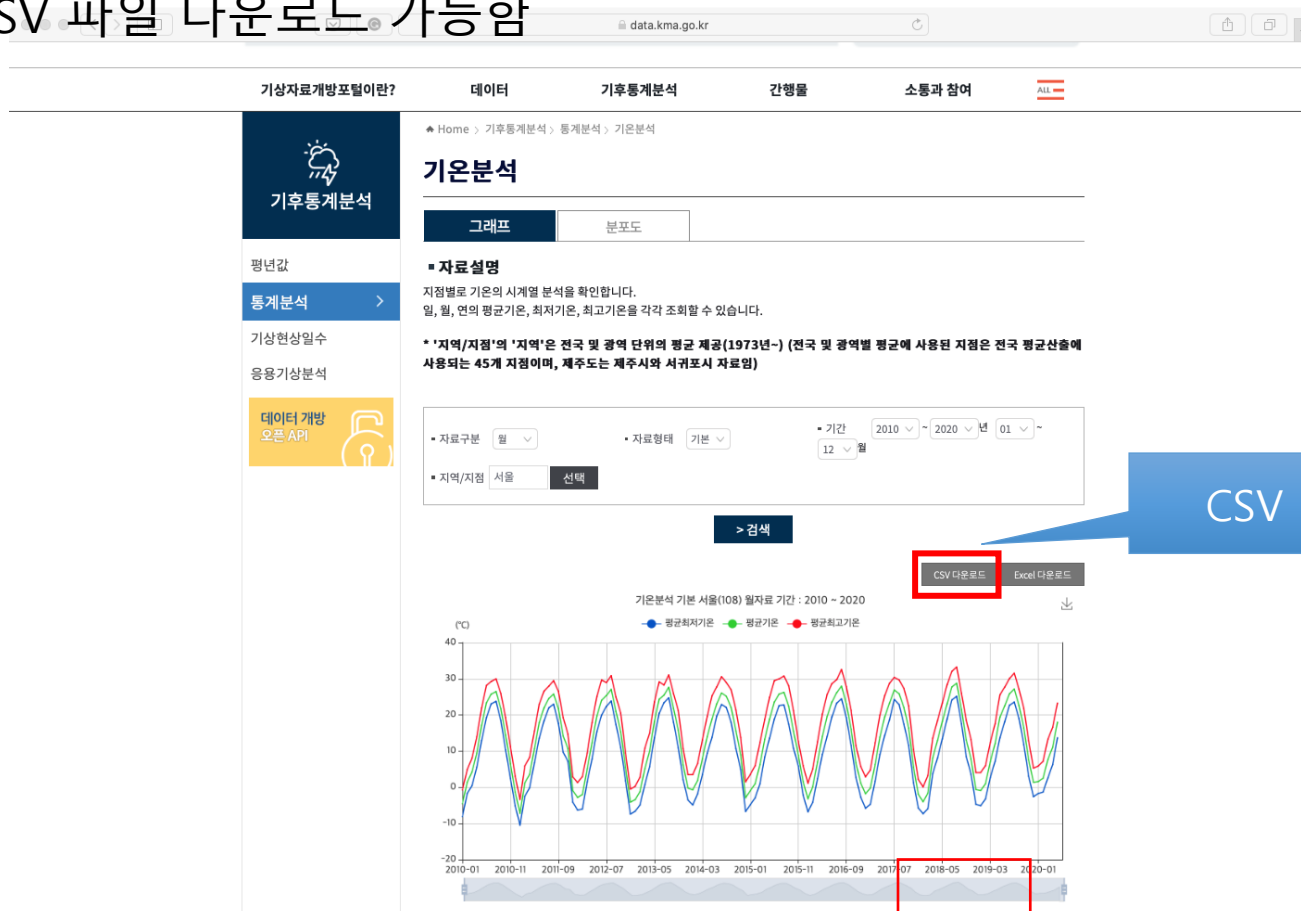 SV 파일 다운로드 가능함
data.kma.go.kr
기상자료개방포털이란? 데이터 기후통계분석 간행물 소통과 참여 ALL
Home > 기후통계분석 > 통계분석 > 기온분석
기후통계분석
기온분석
그래프 분포도
평년값
통계분석 >
기상현상일수
응용기상분석
데이터 개방
오픈 API
자료설명
지점별로 기온의 시계열 분석을 확인합니다.
일, 월, 연의 평균기온, 최저기온, 최고기온을 각각 조회할 수 있습니다.
* '지역/지점'의 '지역'은 전국 및 광역 단위의 평균 제공(1973년~) (전국 및 광역별 평균에 사용된 지점은 전국 평균산출에
사용되는 45개 지점이며, 제주도는 제주시와 서귀포시 자료임)
자료구분 월 자료형태 기본 기간 2010 ~ 2020 년 01 ~
12 월
지역/지점 서울 선택
> 검색
CSV
CSV 다운로드 Excel 다운로드
기온분석 기본 서울(108) 월자료 기간 : 2010 ~ 2020
평균최저기온 평균기온 평균최고기온
(℃)
40
30
20
10
0
-10
-20
2010-01 2010-11 2011-09 2012-07 2013-05 2014-03 2015-01 2015-11 2016-09 2017-07 2018-05 2019-03 2020-01